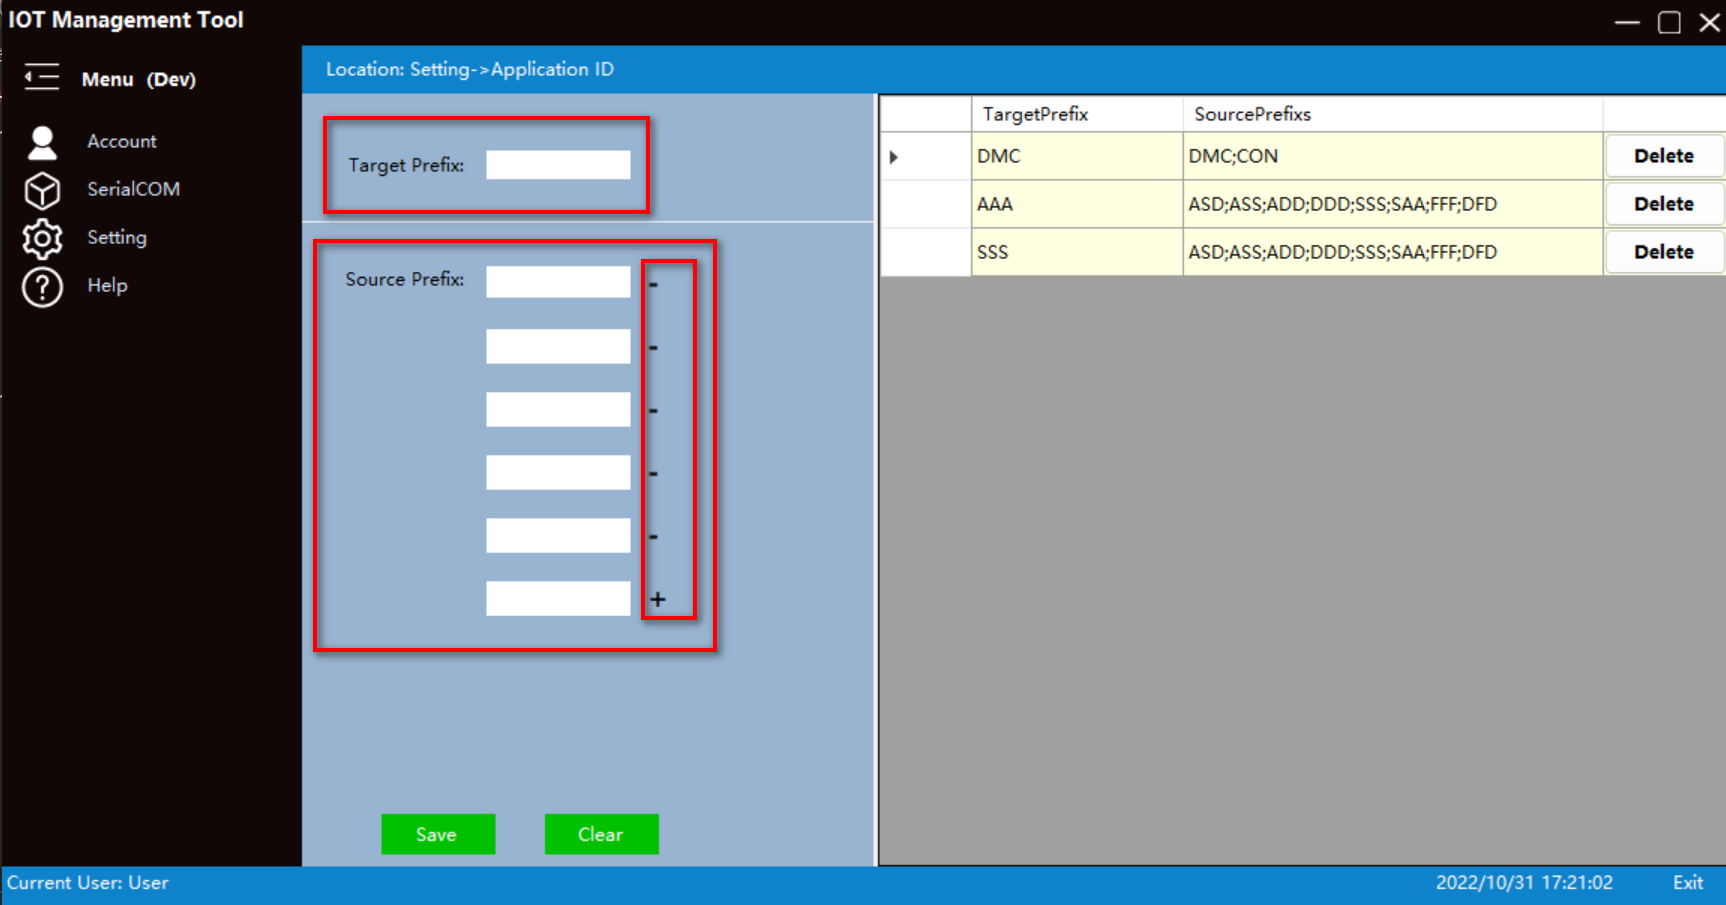 IOT Management Tool
Menu (Dev)
Account
SerialCOM
Setting
Help
Location: Setting->Application ID
Target Prefix:
Source Prefix:
-
-
-
-
-
+
Save
Clear
TargetPrefix SourcePrefixs
DMC DMC;CON Delete
AAA ASD;ASS;ADD;DDD;SSS;SAA;FFF;DFD Delete
SSS ASD;ASS;ADD;DDD;SSS;SAA;FFF;DFD Delete
Current User: User
2022/10/31 17:21:02
Exit